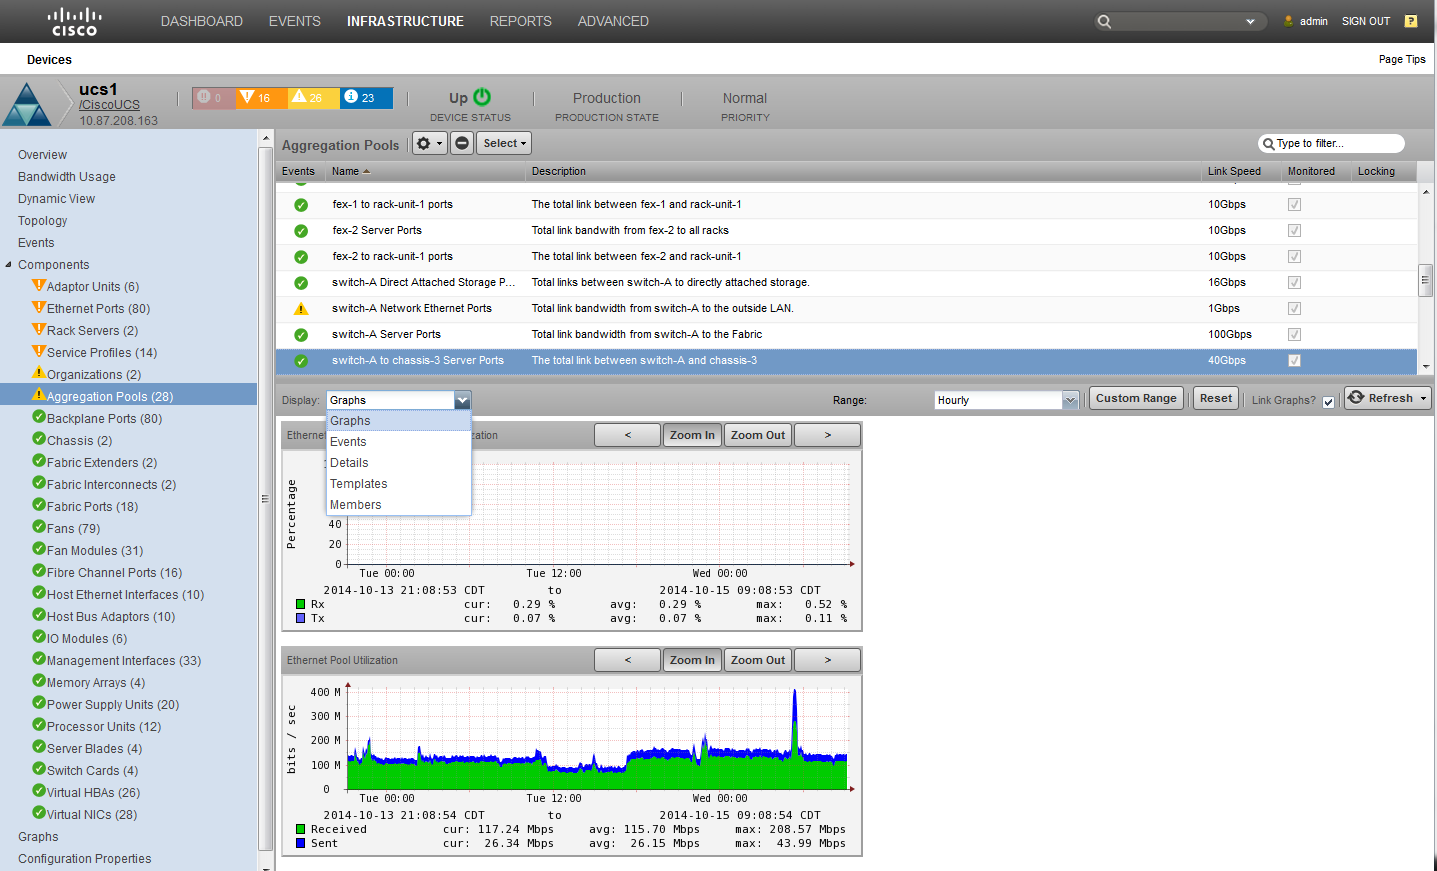 CISCO
DASHBOARD EVENTS INFRASTRUCTURE REPORTS ADVANCED
admin SIGN OUT ?
Devices
Page Tips
ucs1
/CiscoUCS
10.87.208.163
0 16 26 23
Up
DEVICE STATUS
Production
PRODUCTION STATE
Normal
PRIORITY
Overview
Bandwidth Usage
Dynamic View
Topology
Events
Components
Adaptor Units (6)
Ethernet Ports (80)
Rack Servers (2)
Service Profiles (14)
Organizations (2)
Aggregation Pools (28)
Backplane Ports (80)
Chassis (2)
Fabric Extenders (2)
Fabric Interconnects (2)
Fabric Ports (18)
Fans (79)
Fan Modules (31)
Fibre Channel Ports (16)
Host Ethernet Interfaces (10)
Host Bus Adaptors (10)
IO Modules (6)
Management Interfaces (33)
Memory Arrays (4)
Power Supply Units (20)
Processor Units (12)
Server Blades (4)
Switch Cards (4)
Virtual HBAs (26)
Virtual NICs (28)
Graphs
Configuration Properties
Aggregation Pools Select Type to filter...
Events Name Description Link Speed Monitored Locking
fex-1 to rack-unit-1 ports The total link between fex-1 and rack-unit-1 10Gbps
fex-2 Server Ports Total link bandwith from fex-2 to all racks 10Gbps
fex-2 to rack-unit-1 ports The total link between fex-2 and rack-unit-1 10Gbps
switch-A Direct Attached Storage P... Total links between switch-A to directly attached storage. 16Gbps
switch-A Network Ethernet Ports Total link bandwidth from switch-A to the outside LAN. 1Gbps
switch-A Server Ports Total link bandwidth from switch-A to the Fabric 100Gbps
switch-A to chassis-3 Server Ports The total link between switch-A and chassis-3 40Gbps
Display: Graphs Range: Hourly Custom Range Reset Link Graphs? Refresh
Graphs
Events
Details
Templates
Members
Ethernet < Zoom In Zoom Out >
Percentage
40
20
0
Tue 00:00 Tue 12:00 Wed 00:00
2014-10-13 21:08:53 CDT to 2014-10-15 09:08:53 CDT
Rx cur: 0.29 % avg: 0.29 % max: 0.52 %
Tx cur: 0.07 % avg: 0.07 % max: 0.11 %
Ethernet Pool Utilization < Zoom In Zoom Out >
bits / sec
400 M
300 M
200 M
100 M
0
Tue 00:00 Tue 12:00 Wed 00:00
2014-10-13 21:08:54 CDT to 2014-10-15 09:08:54 CDT
Received cur: 117.24 Mbps avg: 115.70 Mbps max: 208.57 Mbps
Sent cur: 26.34 Mbps avg: 26.15 Mbps max: 43.99 Mbps